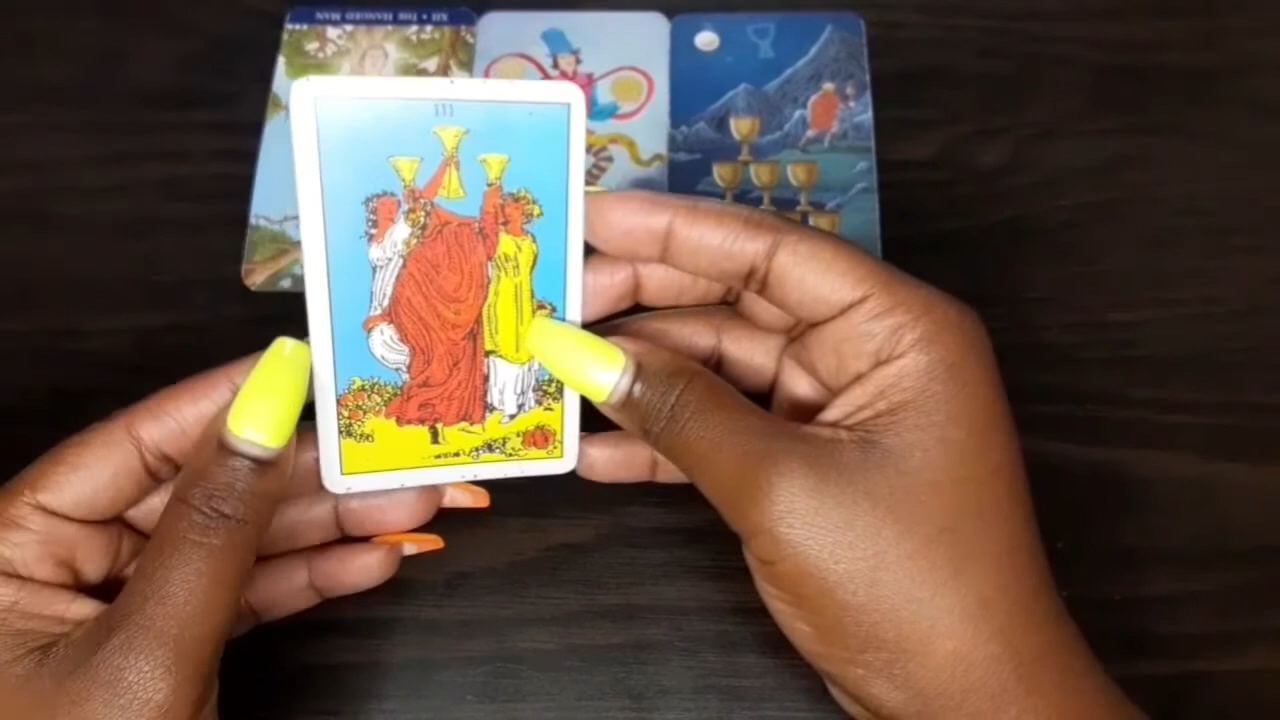 XII • THE HANGED MAN
III